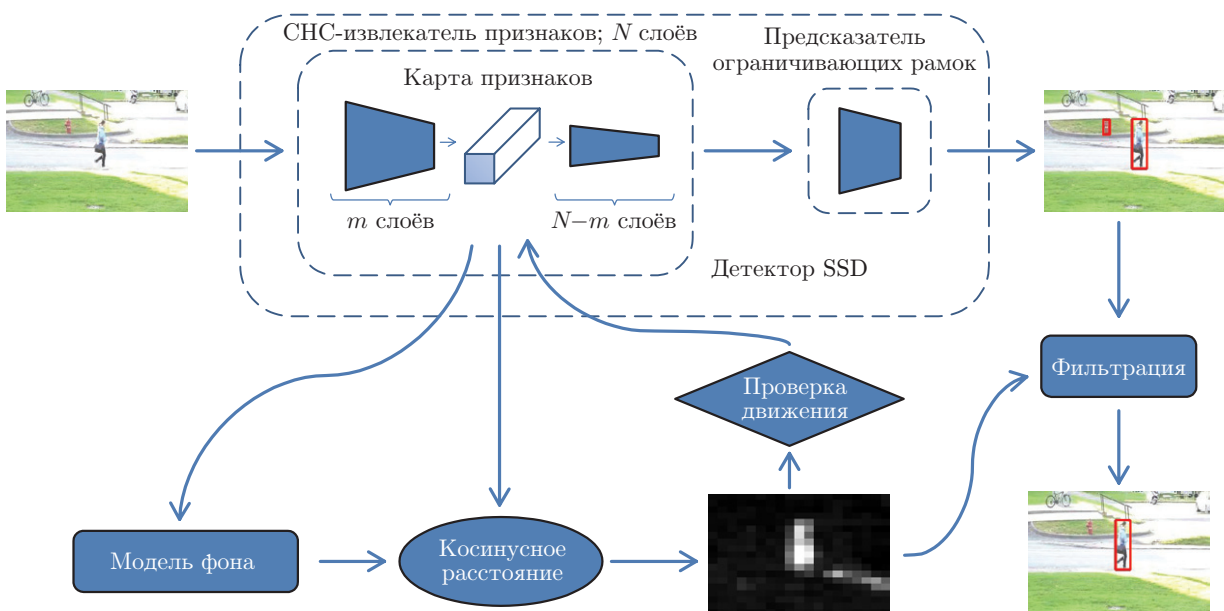 СНС-извлекатель признаков; N слоёв
Предсказатель
ограничивающих рамок
Карта признаков
m слоёв
N−m слоёв
Детектор SSD
Проверка
движения
Фильтрация
Модель фона
Косинусное
расстояние